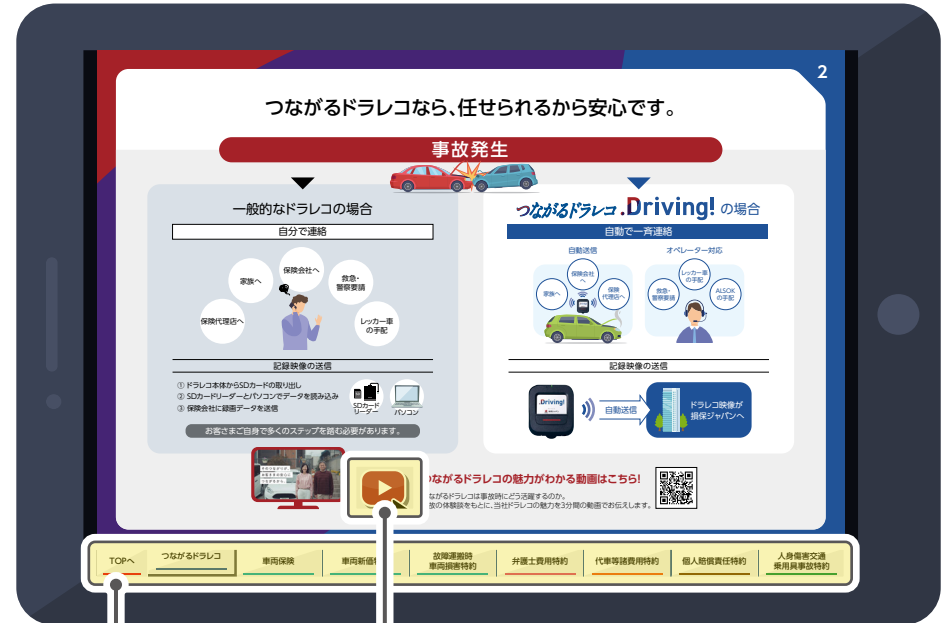 2
つながるドラレコなら、任せられるから安心です。
事故発生
一般的なドラレコの場合
自分で連絡
家族へ
保険会社へ
救急・
警察要請
保険代理店へ
レッカー車
の手配
記録映像の送信
① ドラレコ本体からSDカードの取り出し
② SDカードリーダーとパソコンでデータを読み込み
③ 保険会社に録画データを送信
SDカード
リーダー
パソコン
お客さまご自身で多くのステップを踏む必要があります。
つながるドラレコ .Driving! の場合
自動で一斉連絡
自動送信
オペレーター対応
家族へ
保険会社
へ
保険
代理店へ
救急・
警察要請
レッカー車
の手配
ALSOK
の手配
記録映像の送信
.Driving!
自動送信
ドラレコ映像が
損保ジャパンへ
ながるドラレコの魅力がわかる動画はこちら!
ながるドラレコは事故時にどう活躍するのか。
故の体験談をもとに、当社ドラレコの魅力を3分間の動画でお伝えします。
TOPへ
つながるドラレコ
車両保険
車両新価
故障運搬時
車両損害特約
弁護士費用特約
代車等諸費用特約
個人賠償責任特約
人身傷害交通
乗用具事故特約